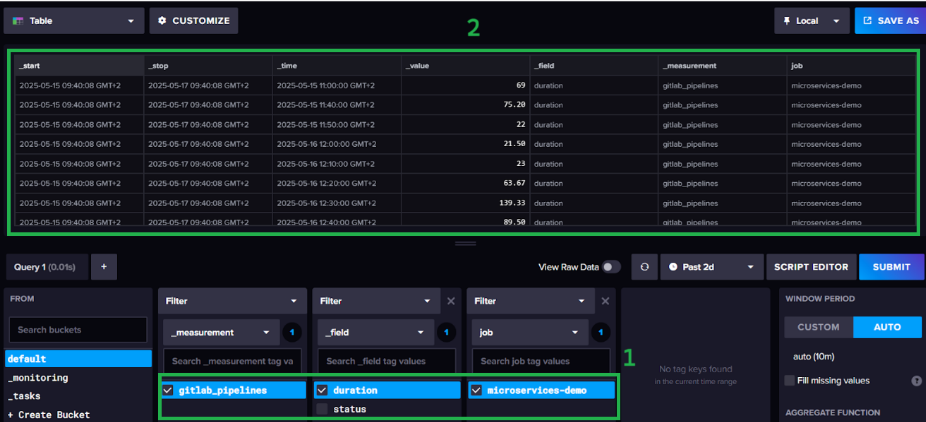 Table CUSTOMIZE 2 Local SAVE AS
_start _stop _time _value _field _measurement job
2025-05-15 09:40:08 GMT+2 2025-05-17 09:40:08 GMT+2 2025-05-15 11:00:00 GMT+2 69 duration gitlab_pipelines microservices-demo
2025-05-15 09:40:08 GMT+2 2025-05-17 09:40:08 GMT+2 2025-05-15 11:40:00 GMT+2 75.20 duration gitlab_pipelines microservices-demo
2025-05-15 09:40:08 GMT+2 2025-05-17 09:40:08 GMT+2 2025-05-15 11:50:00 GMT+2 22 duration gitlab_pipelines microservices-demo
2025-05-15 09:40:08 GMT+2 2025-05-17 09:40:08 GMT+2 2025-05-16 12:00:00 GMT+2 21.50 duration gitlab_pipelines microservices-demo
2025-05-15 09:40:08 GMT+2 2025-05-17 09:40:08 GMT+2 2025-05-16 12:10:00 GMT+2 23 duration gitlab_pipelines microservices-demo
2025-05-15 09:40:08 GMT+2 2025-05-17 09:40:08 GMT+2 2025-05-16 12:20:00 GMT+2 63.67 duration gitlab_pipelines microservices-demo
2025-05-15 09:40:08 GMT+2 2025-05-17 09:40:08 GMT+2 2025-05-16 12:30:00 GMT+2 139.33 duration gitlab_pipelines microservices-demo
2025-05-15 09:40:08 GMT+2 2025-05-17 09:40:08 GMT+2 2025-05-16 12:40:00 GMT+2 89.50 duration gitlab_pipelines microservices-demo
Query 1 (0.01s) + View Raw Data Past 2d SCRIPT EDITOR SUBMIT
FROM Filter Filter Filter WINDOW PERIOD
Search buckets _measurement 1 _field 1 job 1 CUSTOM AUTO
default Search _measurement tag va Search _field tag values Search job tag values 1 No tag keys found auto (10m)
_monitoring gitlab_pipelines duration microservices-demo in the current time range Fill missing values ?
_tasks status
+ Create Bucket AGGREGATE FUNCTION